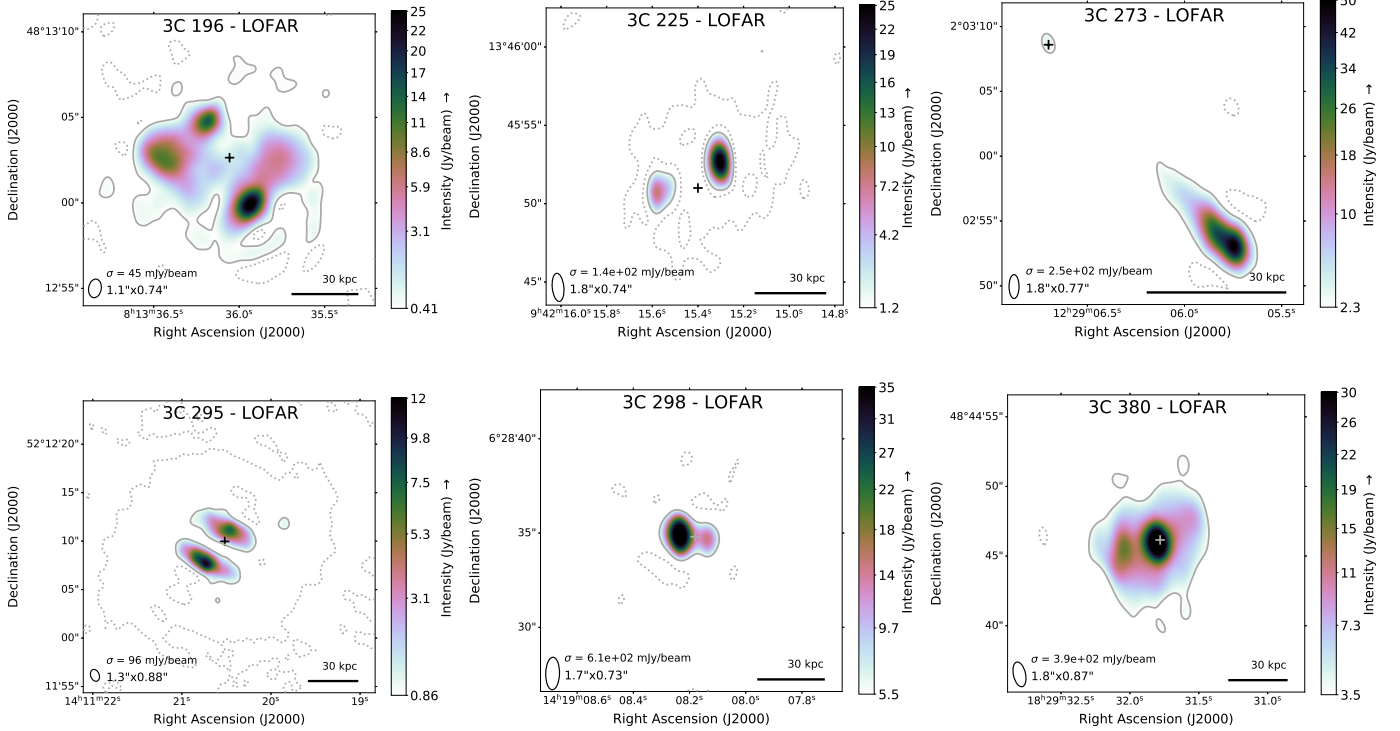 3C 196 - LOFAR
48°13'10"
05"
00"
12'55"
Declination (J2000)
σ = 45 mJy/beam
1.1"x0.74"
30 kpc
8ʰ13ᵐ36.5ˢ 36.0ˢ 35.5ˢ
Right Ascension (J2000)
25
22
20
17
14
11
8.6
5.9
3.1
0.41
Intensity (Jy/beam) →
3C 225 - LOFAR
13°46'00"
45'55"
50"
45"
Declination (J2000)
σ = 1.4e+02 mJy/beam
1.8"x0.74"
30 kpc
9ʰ42ᵐ16.0ˢ 15.8ˢ 15.6ˢ 15.4ˢ 15.2ˢ 15.0ˢ 14.8ˢ
Right Ascension (J2000)
25
22
19
16
13
10
7.2
4.2
1.2
Intensity (Jy/beam) →
3C 273 - LOFAR
2°03'10"
05"
00"
02'55"
50"
Declination (J2000)
σ = 2.5e+02 mJy/beam
1.8"x0.77"
30 kpc
12ʰ29ᵐ06.5ˢ 06.0ˢ 05.5ˢ
Right Ascension (J2000)
50
42
34
26
18
10
2.3
Intensity (Jy/beam) →
3C 295 - LOFAR
52°12'20"
15"
10"
05"
00"
11'55"
Declination (J2000)
σ = 96 mJy/beam
1.3"x0.88"
30 kpc
14ʰ11ᵐ22ˢ 21ˢ 20ˢ 19ˢ
Right Ascension (J2000)
12
9.8
7.5
5.3
3.1
0.86
Intensity (Jy/beam) →
3C 298 - LOFAR
6°28'40"
35"
30"
Declination (J2000)
σ = 6.1e+02 mJy/beam
1.7"x0.73"
30 kpc
14ʰ19ᵐ08.6ˢ 08.4ˢ 08.2ˢ 08.0ˢ 07.8ˢ
Right Ascension (J2000)
35
31
27
22
18
14
9.7
5.5
Intensity (Jy/beam) →
3C 380 - LOFAR
48°44'55"
50"
45"
40"
Declination (J2000)
σ = 3.9e+02 mJy/beam
1.8"x0.87"
30 kpc
18ʰ29ᵐ32.5ˢ 32.0ˢ 31.5ˢ 31.0ˢ
Right Ascension (J2000)
30
26
22
19
15
11
7.3
3.5
Intensity (Jy/beam) →